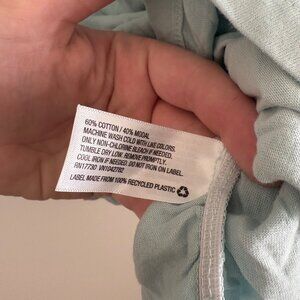 60% COTTON / 40% MODAL
MACHINE WASH COLD WITH LIKE COLORS.
ONLY NON-CHLORINE BLEACH IF NEEDED.
TUMBLE DRY LOW. REMOVE PROMPTLY.
COOL IRON IF NEEDED. DO NOT IRON ON LABEL.
RN17730 VN1042782
LABEL MADE FROM 100% RECYCLED PLASTIC